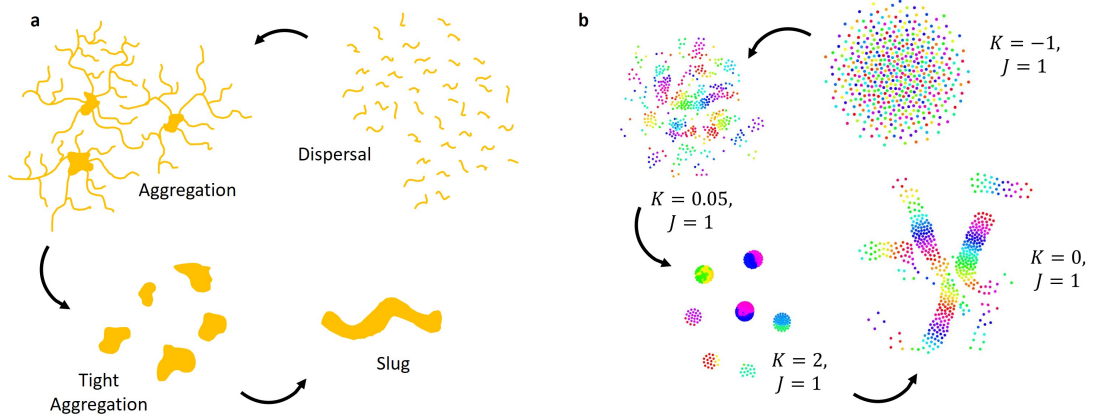 a
Dispersal
Aggregation
Tight
Aggregation
Slug
b
K = −1,
J = 1
K = 0.05,
J = 1
K = 0,
J = 1
K = 2,
J = 1